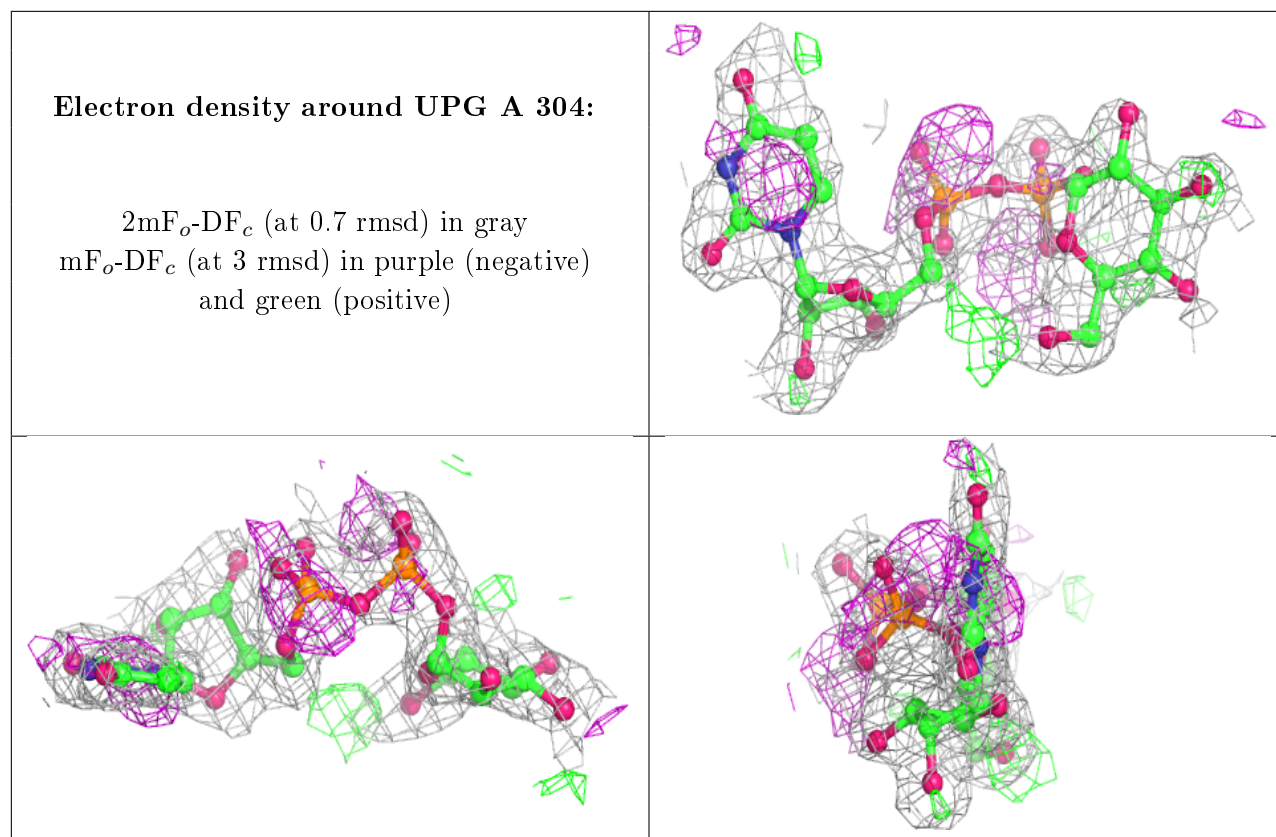 Electron density around UPG A 304:
2mFo-DFc (at 0.7 rmsd) in gray
mFo-DFc (at 3 rmsd) in purple (negative)
and green (positive)